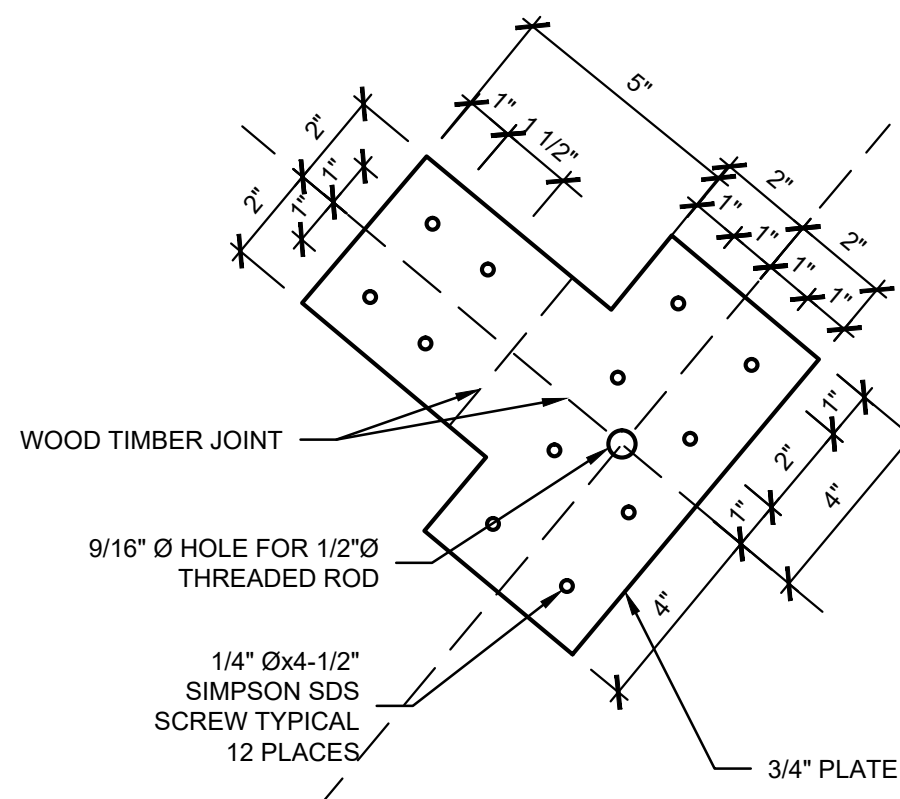 5"
1"
1 1/2"
2"
1"
2"
1"
2"
1"
1"
2"
1"
1"
1"
2"
4"
1"
4"
WOOD TIMBER JOINT
9/16" Ø HOLE FOR 1/2"Ø
THREADED ROD
1/4" Øx4-1/2"
SIMPSON SDS
SCREW TYPICAL
12 PLACES
3/4" PLATE